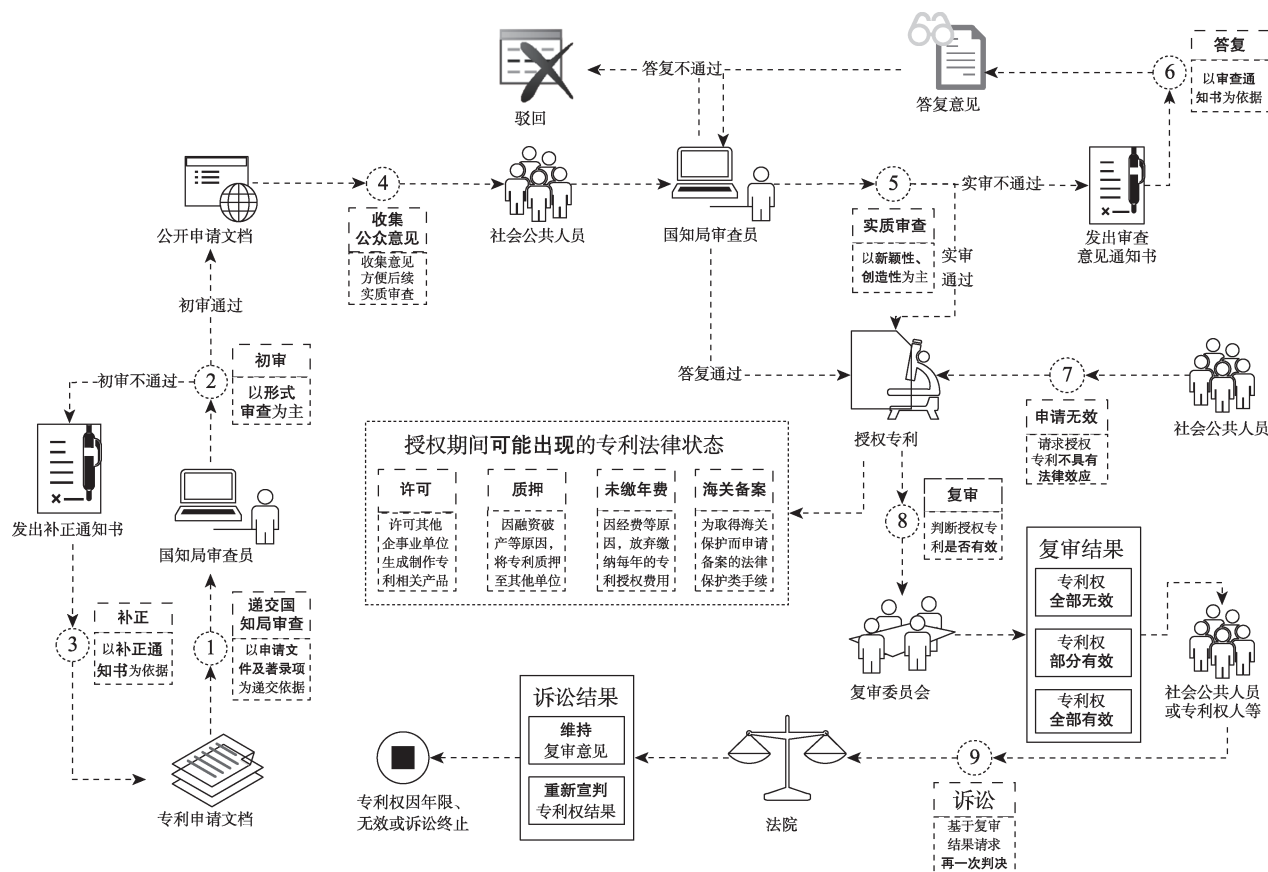 驳回
答复不通过
答复意见
6
答复
以审查通
知书为依据
公开申请文档
4
收集
公众意见
收集意见
方便后续
实质审查
社会公共人员
国知局审查员
5
实质审查
以新颖性、
创造性为主
实审不通过
实审
通过
发出审查
意见通知书
初审通过
初审不通过
2
初审
以形式
审查为主
答复通过
授权专利
7
申请无效
请求授权
专利不具有
法律效应
社会公共人员
发出补正通知书
国知局审查员
授权期间可能出现的专利法律状态
许可
许可其他
企事业单位
生成制作专
利相关产品
质押
因融资破
产等原因，
将专利质押
至其他单位
未缴年费
因经费等原
因，放弃缴
纳每年的专
利授权费用
海关备案
为取得海关
保护而申请
备案的法律
保护类手续
8
复审
判断授权专
利是否有效
复审结果
专利权
全部无效
专利权
部分有效
专利权
全部有效
3
补正
以补正通
知书为依据
1
递交国
知局审查
以申请文
件及著录项
为递交依据
专利申请文档
复审委员会
社会公共人员
或专利权人等
9
诉讼
基于复审
结果请求
再一次判决
法院
诉讼结果
维持
复审意见
重新宣判
专利权结果
专利权因年限、
无效或诉讼终止